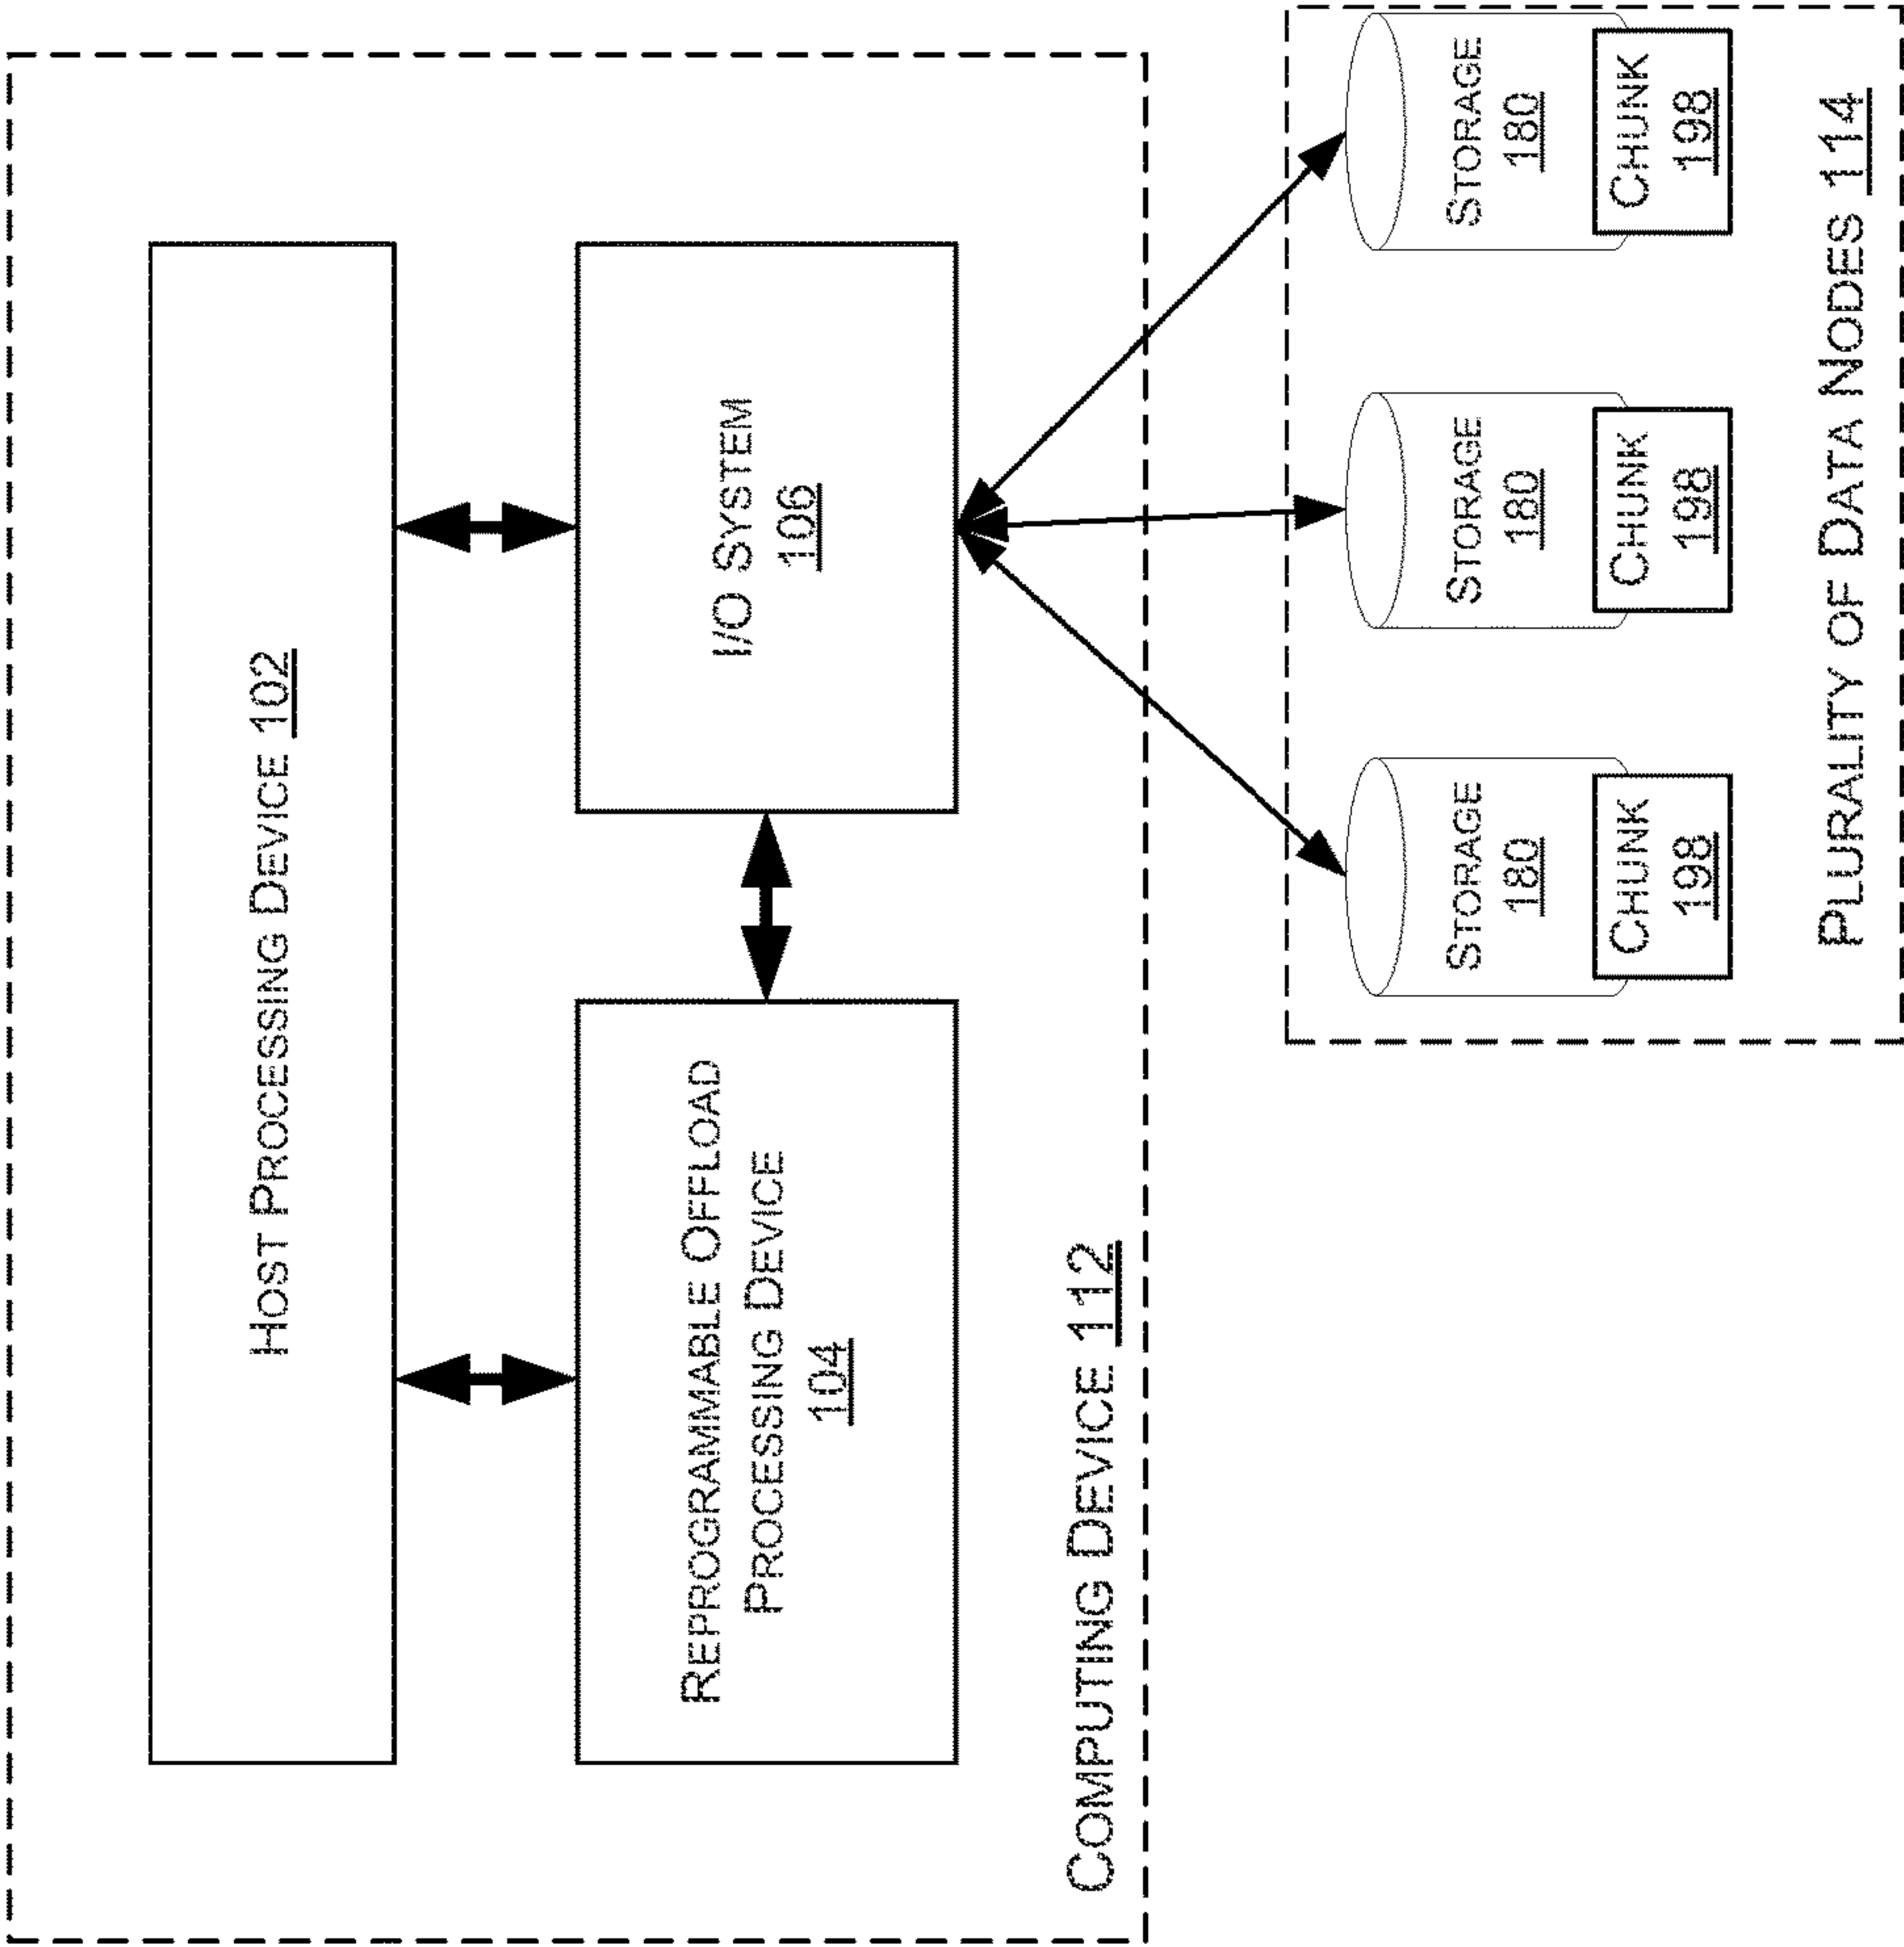 HOST PROCESSING DEVICE 102
REPROGRAMMABLE OFFLOAD
PROCESSING DEVICE
104
I/O SYSTEM
106
COMPUTING DEVICE 112
STORAGE
180
CHUNK
198
STORAGE
180
CHUNK
198
STORAGE
180
CHUNK
198
PLURALITY OF DATA NODES 114